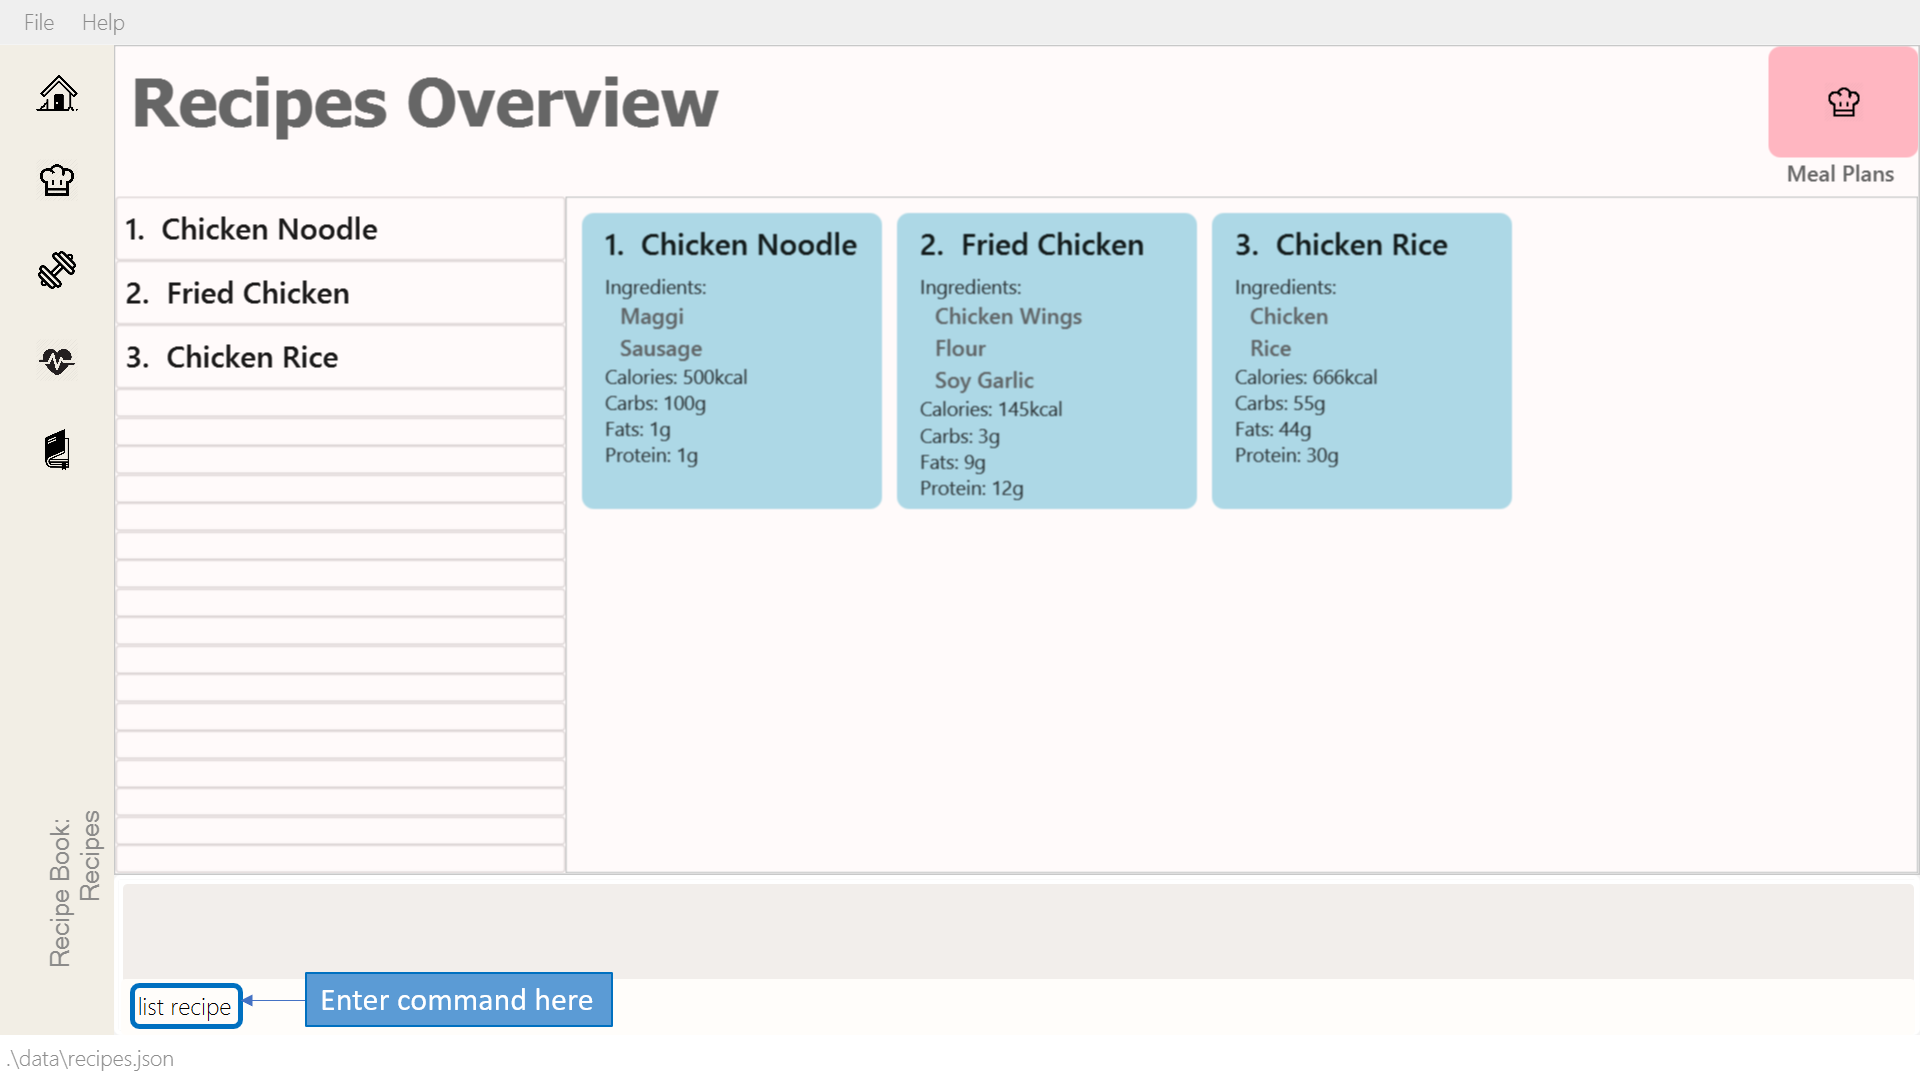 File Help
Recipes Overview
Meal Plans
1. Chicken Noodle
2. Fried Chicken
3. Chicken Rice
1. Chicken Noodle
Ingredients:
Maggi
Sausage
Calories: 500kcal
Carbs: 100g
Fats: 1g
Protein: 1g
2. Fried Chicken
Ingredients:
Chicken Wings
Flour
Soy Garlic
Calories: 145kcal
Carbs: 3g
Fats: 9g
Protein: 12g
3. Chicken Rice
Ingredients:
Chicken
Rice
Calories: 666kcal
Carbs: 55g
Fats: 44g
Protein: 30g
Recipe Book:
Recipes
list recipe
Enter command here
.\data\recipes.json